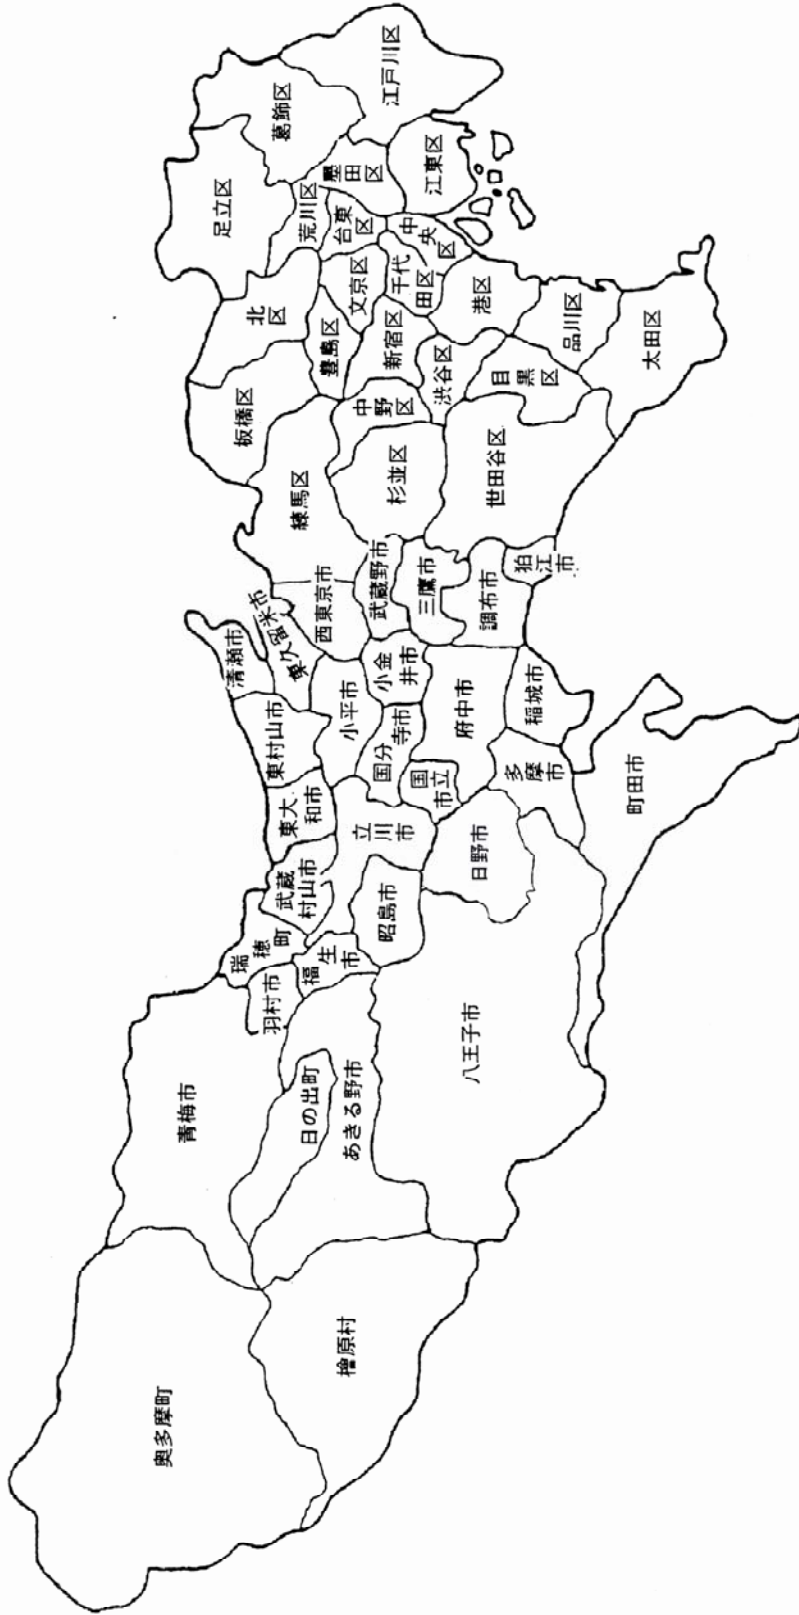 奥多摩町
檜原村
青梅市
日の出町
あきる野市
八王子市
羽村市
瑞穂町
福生市
武蔵
村山市
昭島市
立川市
東大
和市
日野市
東村山市
小平市
国分
寺市
国立
市
府中市
多摩市
稲城市
町田市
清瀬市
東久留米市
西東京市
小金
井市
武蔵野市
三鷹市
調布市
狛江市
練馬区
板橋区
北区
豊島区
中野区
杉並区
世田谷区
新宿区
渋谷区
目黒区
文京区
千代
田区
港区
品川区
太田区
足立区
荒川区
台東区
中央区
葛飾区
墨田区
江東区
江戸川区